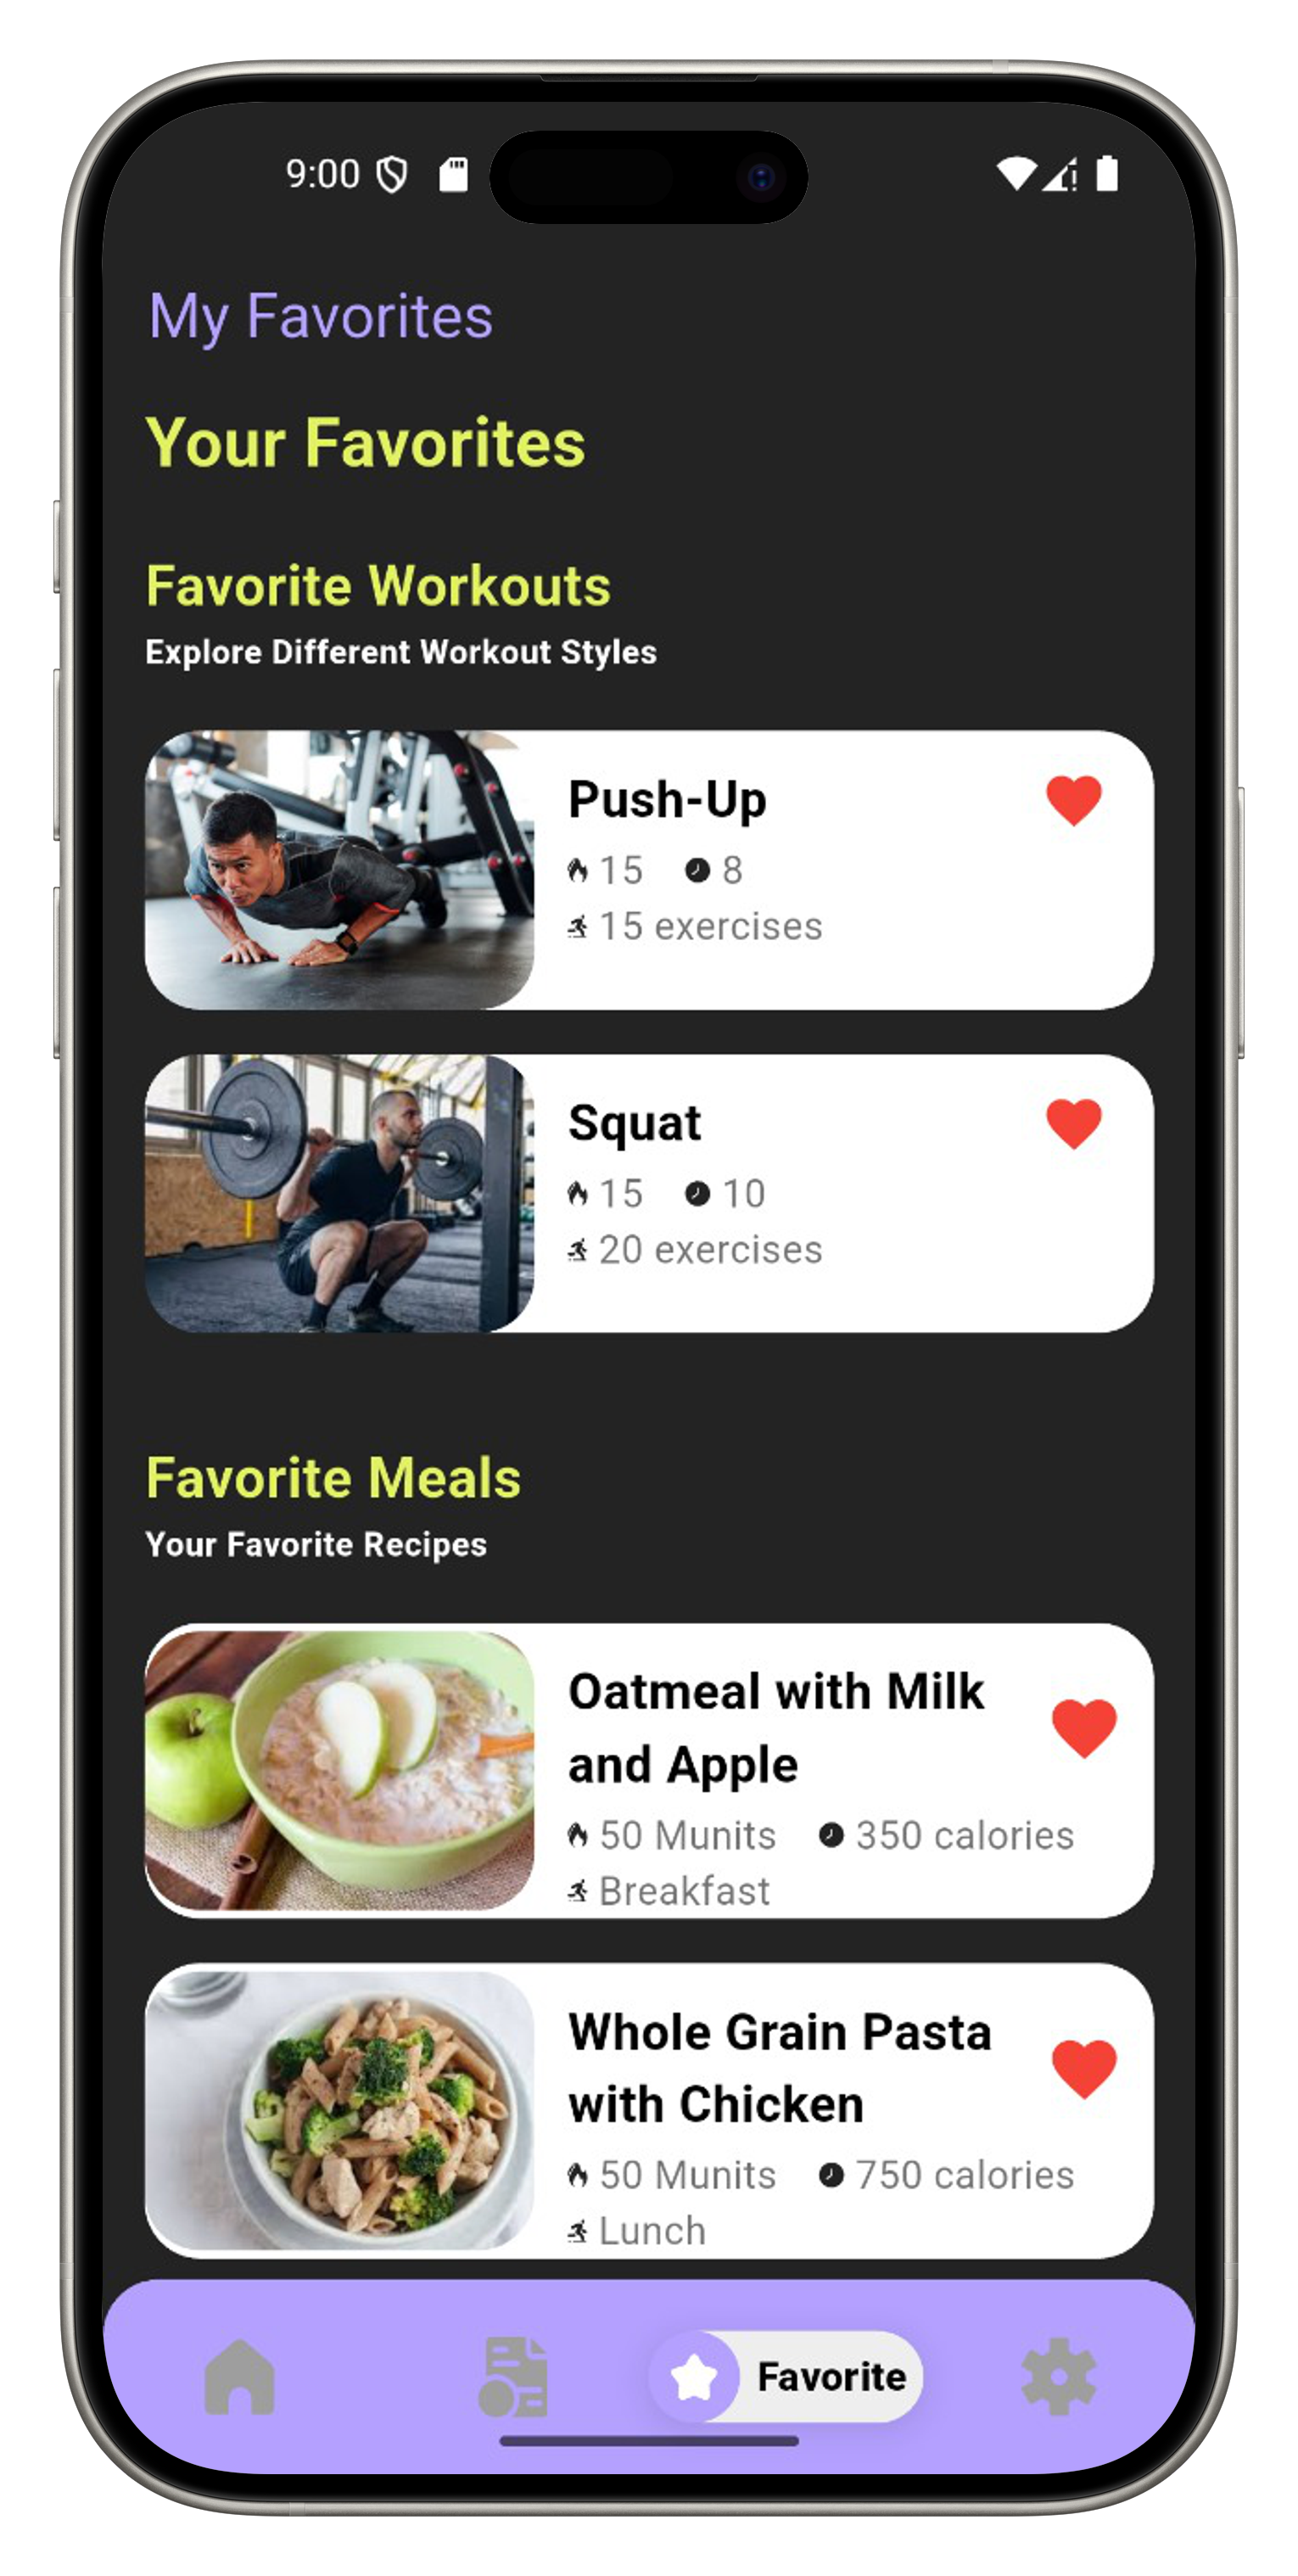 9:00
My Favorites
Your Favorites
Favorite Workouts
Explore Different Workout Styles
Push-Up
15 8
15 exercises
Squat
15 10
20 exercises
Favorite Meals
Your Favorite Recipes
Oatmeal with Milk
and Apple
50 Munits 350 calories
Breakfast
Whole Grain Pasta
with Chicken
50 Munits 750 calories
Lunch
Favorite